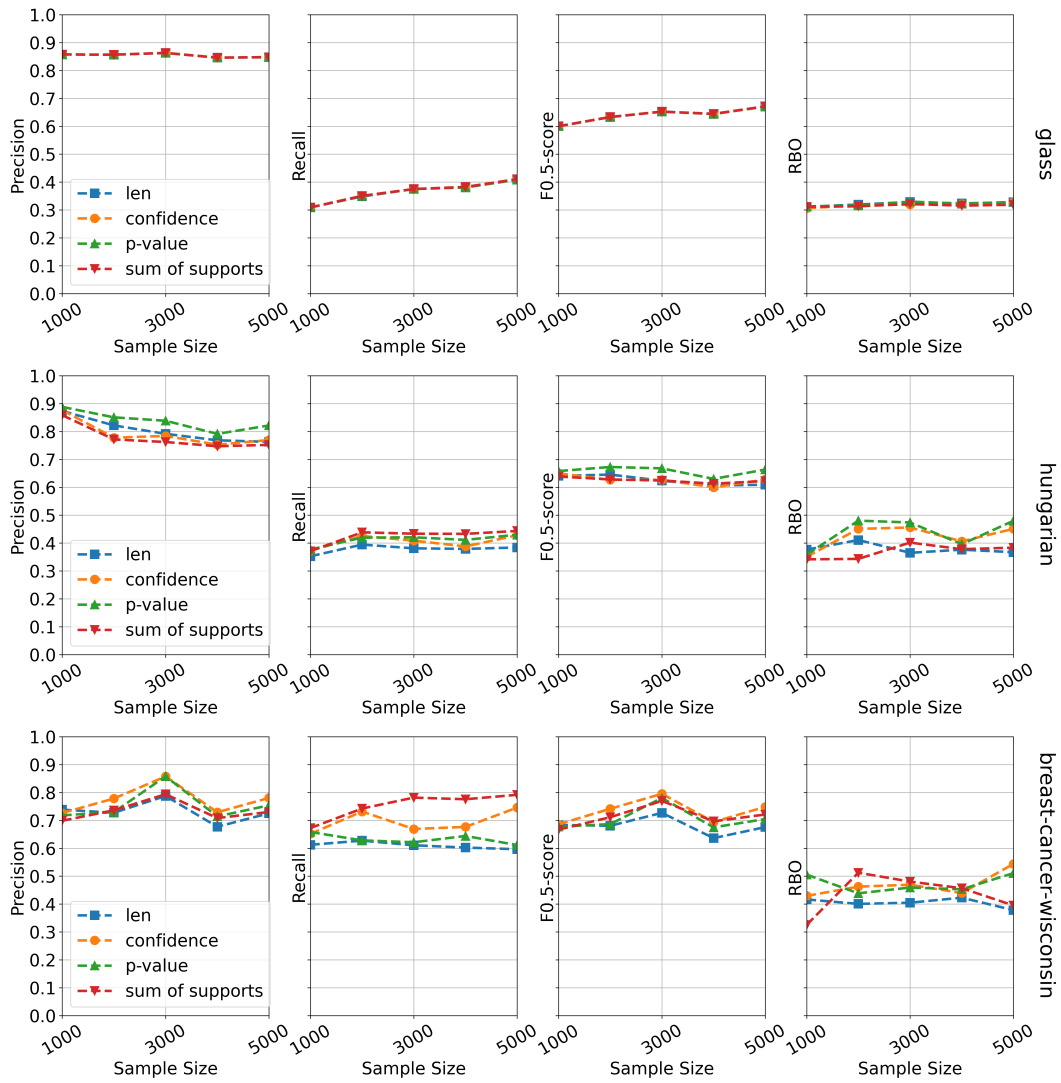 1.0
0.9
0.8
0.7
0.6
0.5
0.4
0.3
0.2
0.1
0.0
Precision
len
confidence
p-value
sum of supports
1000 3000 5000
Sample Size
Recall
1000 3000 5000
Sample Size
F0.5-score
1000 3000 5000
Sample Size
RBO
1000 3000 5000
Sample Size
glass
1.0
0.9
0.8
0.7
0.6
0.5
0.4
0.3
0.2
0.1
0.0
Precision
len
confidence
p-value
sum of supports
1000 3000 5000
Sample Size
Recall
1000 3000 5000
Sample Size
F0.5-score
1000 3000 5000
Sample Size
RBO
1000 3000 5000
Sample Size
hungarian
1.0
0.9
0.8
0.7
0.6
0.5
0.4
0.3
0.2
0.1
0.0
Precision
len
confidence
p-value
sum of supports
1000 3000 5000
Sample Size
Recall
1000 3000 5000
Sample Size
F0.5-score
1000 3000 5000
Sample Size
RBO
1000 3000 5000
Sample Size
breast-cancer-wisconsin